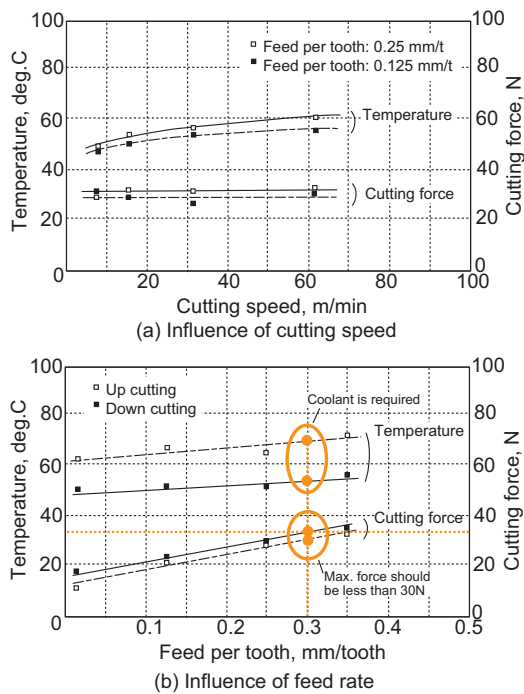 Temperature, deg.C
100
80
60
40
20
0
□ Feed per tooth: 0.25 mm/t
■ Feed per tooth: 0.125 mm/t
Temperature
Cutting force
100
80
60
40
20
0
Cutting force, N
0 20 40 60 80 100
Cutting speed, m/min
(a) Influence of cutting speed
Temperature, deg.C
100
80
60
40
20
0
□ Up cutting
■ Down cutting
Coolant is required
Temperature
Cutting force
Max. force should
be less than 30N
100
80
60
40
20
0
Cutting force, N
0.1 0.2 0.3 0.4 0.5
Feed per tooth, mm/tooth
(b) Influence of feed rate